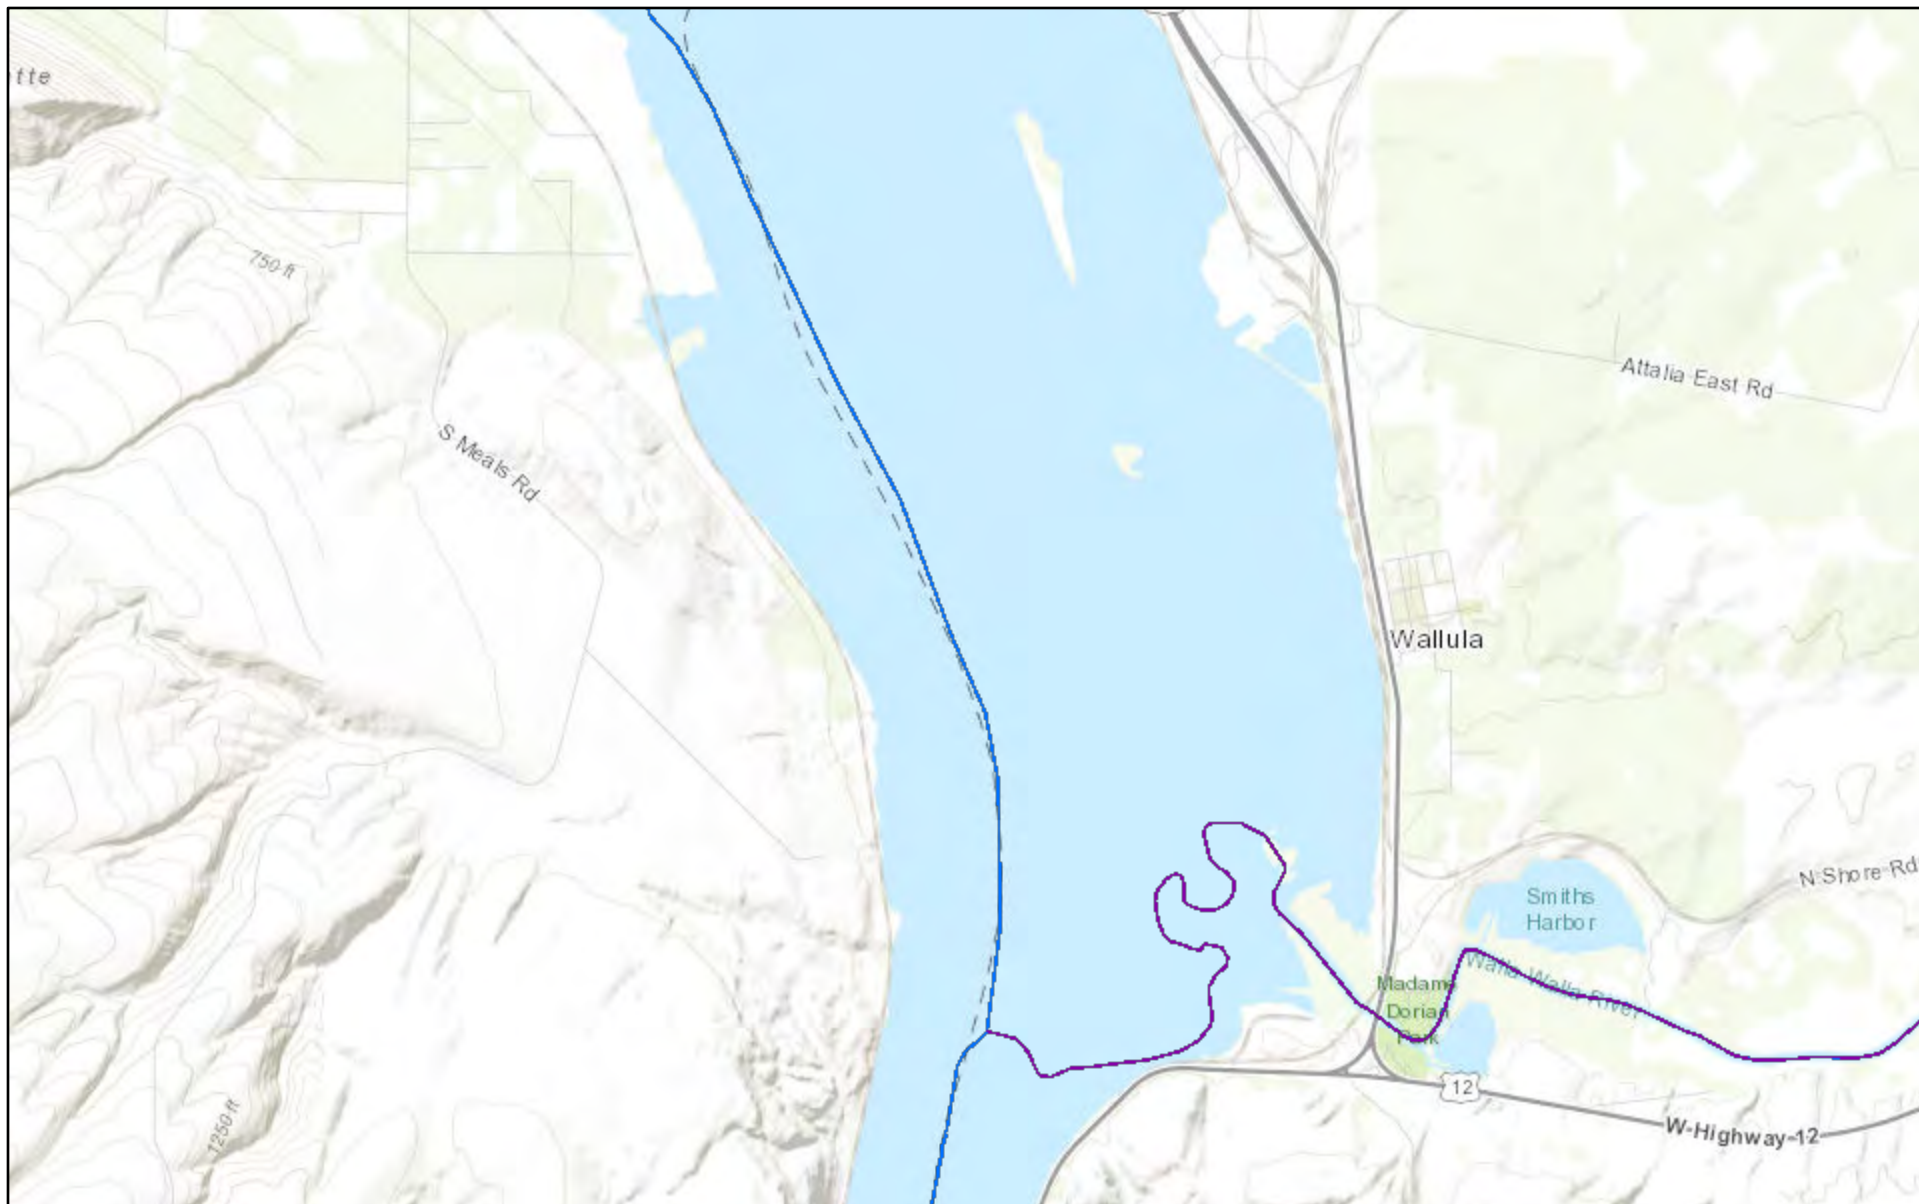 tte
750 ft
Attalia East Rd
S Meals Rd
Wallula
N Shore Rd
Smiths
Harbor
Walla Walla River
Madame
Dorian
Park
12
W Highway 12
1250 ft